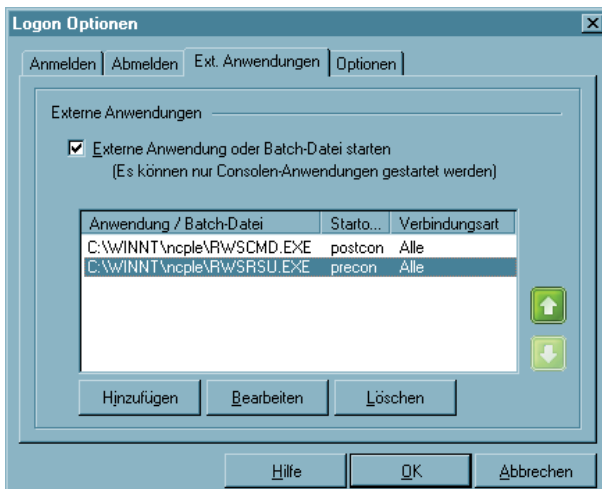 Logon Optionen
Anmelden Abmelden Ext. Anwendungen Optionen
Externe Anwendungen
Externe Anwendung oder Batch-Datei starten
(Es können nur Consolen-Anwendungen gestartet werden)
Anwendung / Batch-Datei Starto... Verbindungsart
C:\WINNT\ncple\RWSCMD.EXE postcon Alle
C:\WINNT\ncple\RWSRSU.EXE precon Alle
Hinzufügen Bearbeiten Löschen
Hilfe OK Abbrechen